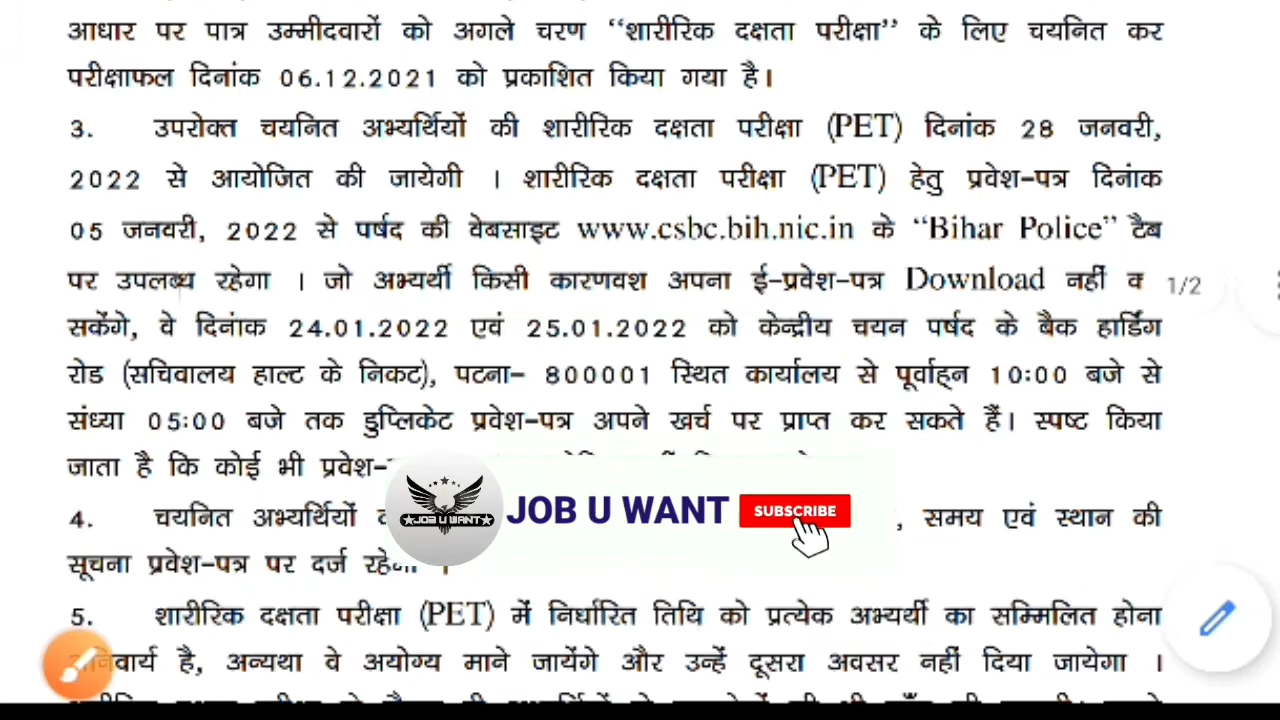 आधार पर पात्र उम्मीदवारों को अगले चरण "शारीरिक दक्षता परीक्षा" के लिए चयनित कर
परीक्षाफल दिनांक 06.12.2021 को प्रकाशित किया गया है।
3. उपरोक्त चयनित अभ्यर्थियों की शारीरिक दक्षता परीक्षा (PET) दिनांक 28 जनवरी,
2022 से आयोजित की जायेगी । शारीरिक दक्षता परीक्षा (PET) हेतु प्रवेश-पत्र दिनांक
05 जनवरी, 2022 से पर्षद की वेबसाइट www.csbc.bih.nic.in के "Bihar Police" टैब
पर उपलब्ध रहेगा । जो अभ्यर्थी किसी कारणवश अपना ई-प्रवेश-पत्र Download नहीं
1/2
सकेंगे, वे दिनांक 24.01.2022 एवं 25.01.2022 को केन्द्रीय चयन पर्षद के बैक हार्डिंग
रोड (सचिवालय हाल्ट के निकट), पटना- 800001 स्थित कार्यालय से पूर्वाह्न 10:00 बजे से
संध्या 05:00 बजे तक डुप्लिकेट प्रवेश-पत्र अपने खर्च पर प्राप्त कर सकते हैं। स्पष्ट किया
जाता है कि कोई भी प्रवेश-
JOB U WANT
JOB U WANT
SUBSCRIBE
4. चयनित अभ्यर्थियों , समय एवं स्थान की
सूचना प्रवेश-पत्र पर दर्ज रहेगा ।
5. शारीरिक दक्षता परीक्षा (PET) में निर्धारित तिथि को प्रत्येक अभ्यर्थी का सम्मिलित होना
है, अन्यथा वे अयोग्य माने जायेंगे और उन्हें दूसरा अवसर नहीं दिया जायेगा ।